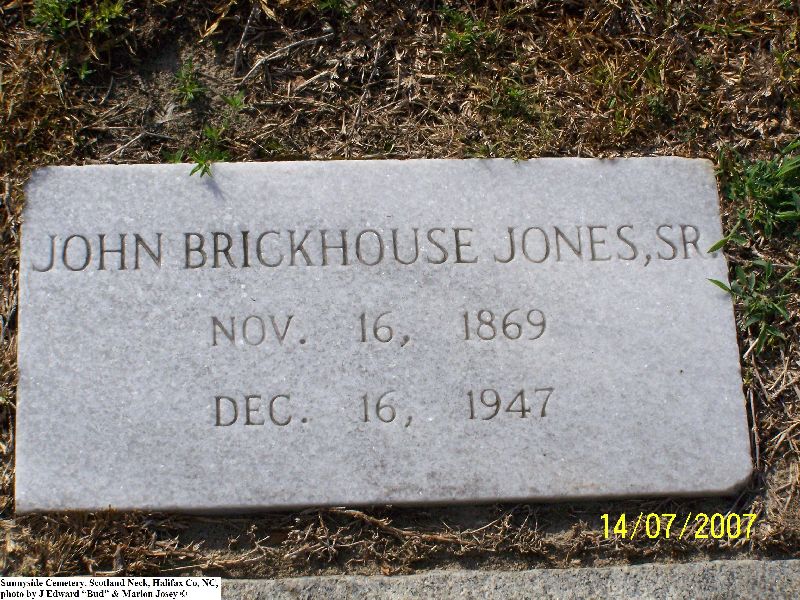 JOHN BRICKHOUSE JONES, SR.
NOV. 16, 1869
DEC. 16, 1947
14/07/2007
Sunnyside Cemetery, Scotland Neck, Halifax Co, NC,
photo by J Edward “Bud” & Marion Josey ©